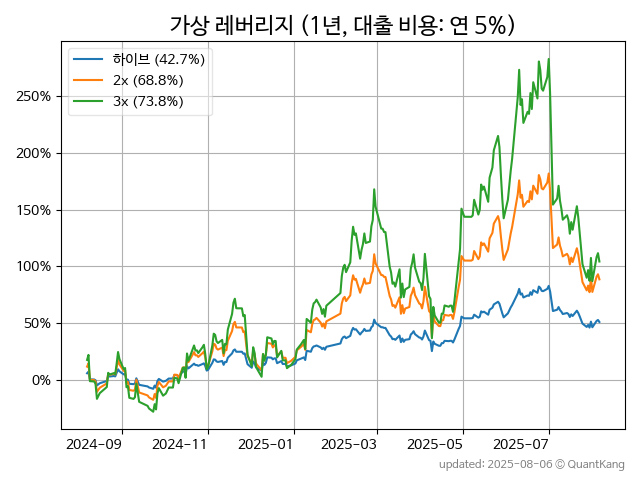 가상 레버리지 (1년, 대출 비용: 연 5%)
하이브 (42.7%)
2x (68.8%)
3x (73.8%)
250%
200%
150%
100%
50%
0%
2024-09 2024-11 2025-01 2025-03 2025-05 2025-07
updated: 2025-08-06 © QuantKang